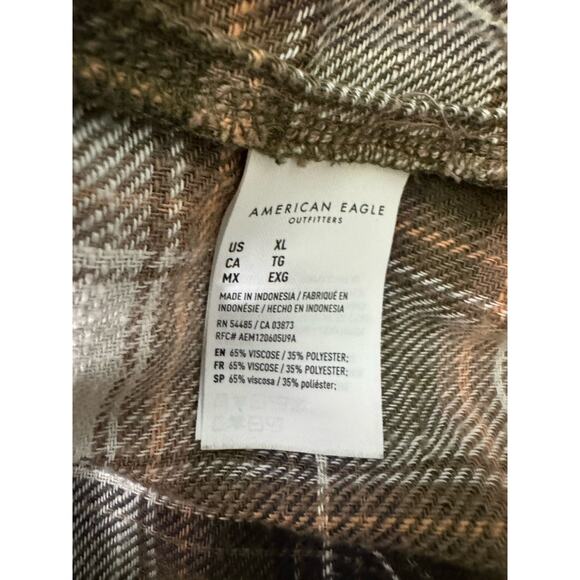 AMERICAN EAGLE
OUTFITTERS
US XL
CA TG
MX EXG
MADE IN INDONESIA / FABRIQUÉ EN
INDONÉSIE / HECHO EN INDONESIA
RN 54485 / CA 03873
RFC# AEM120605U9A
EN 65% VISCOSE / 35% POLYESTER;
FR 65% VISCOSE / 35% POLYESTER;
SP 65% viscosa / 35% poliéster;